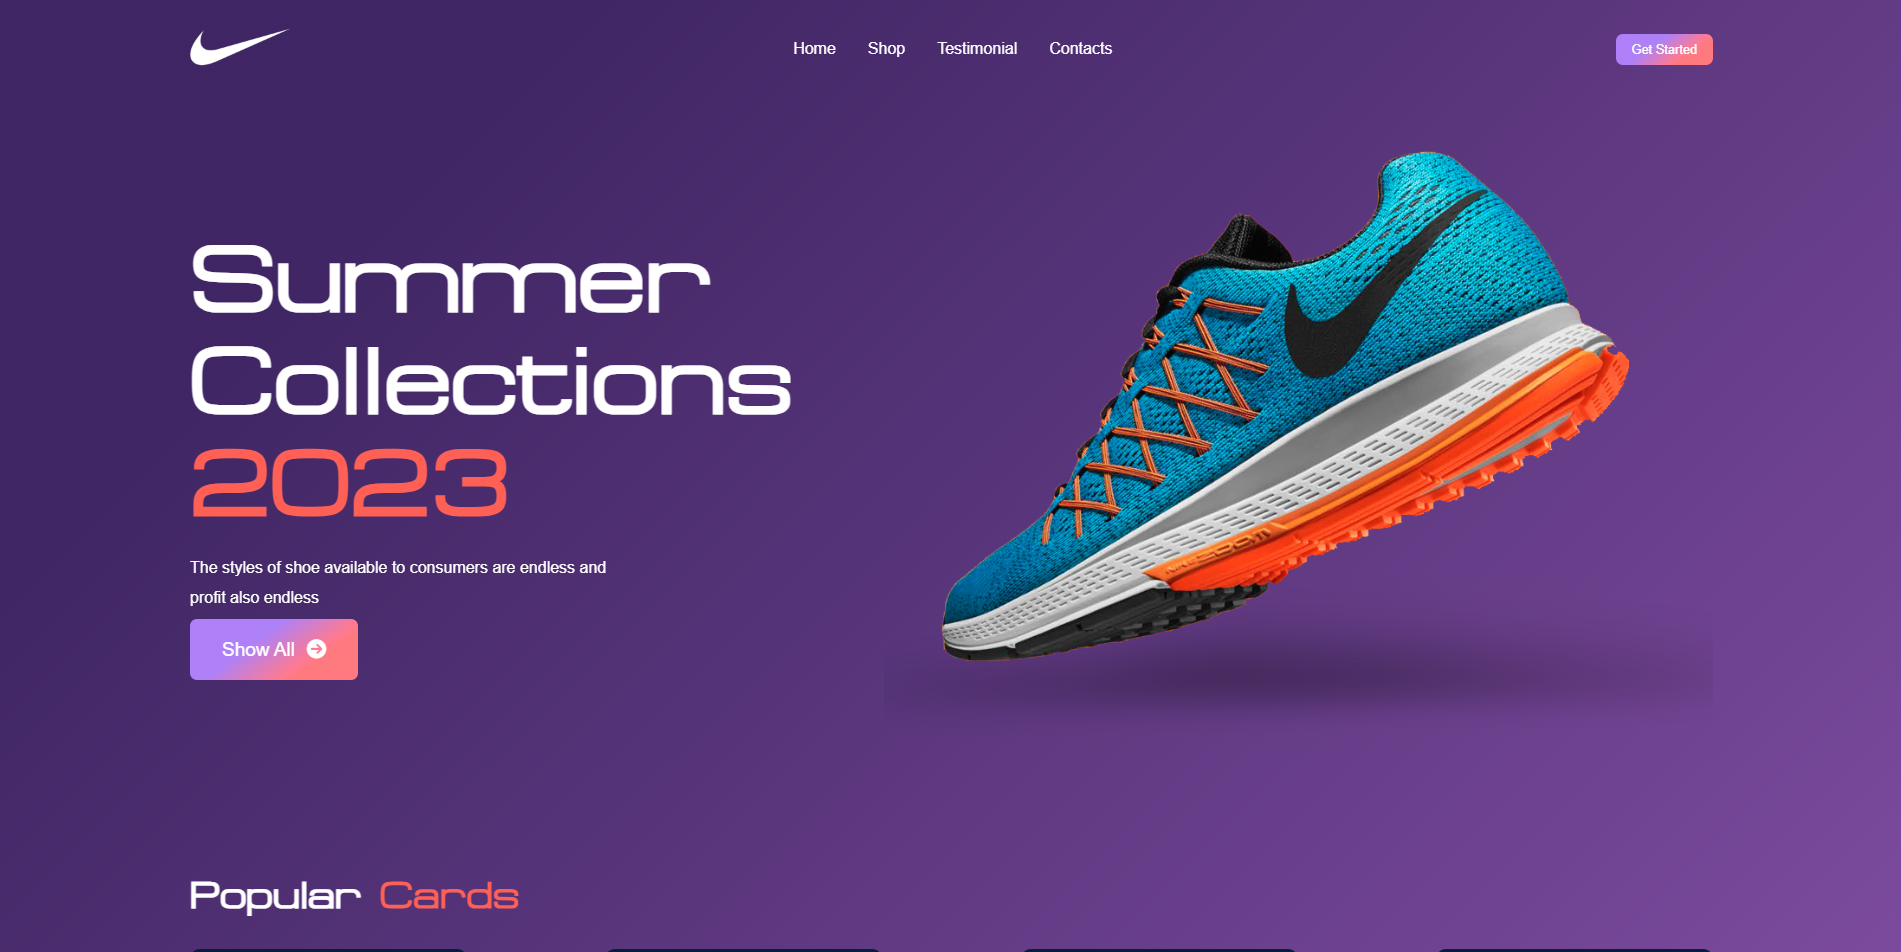 Home Shop Testimonial Contacts Get Started
Summer
Collections
2023
The styles of shoe available to consumers are endless and
profit also endless
Show All
Popular Cards